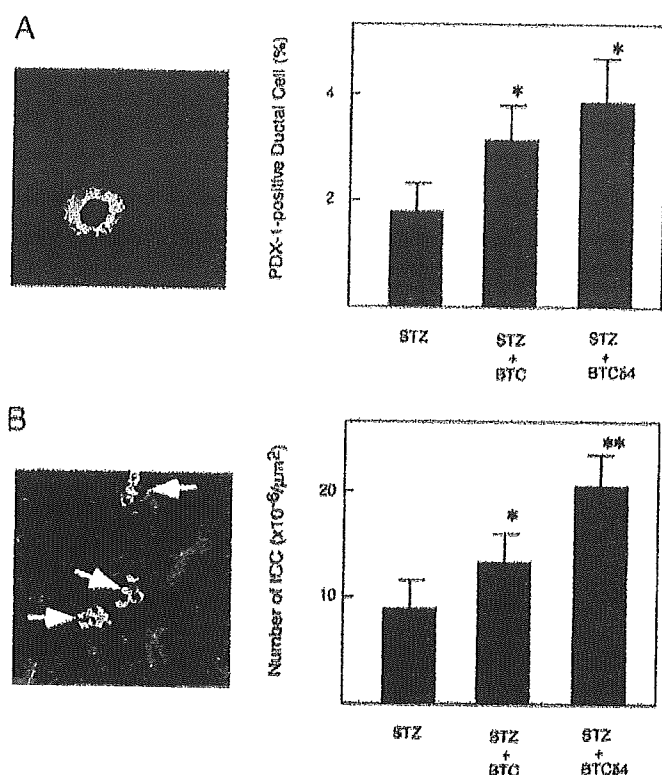 A
PDX-1-positive Ductal Cell (%)
4
2
*
*
STZ
STZ
+
BTC
STZ
+
BTCδ4
B
Number of ICC (x10⁻⁶/μm²)
20
10
*
**
STZ
STZ
+
BTC
STZ
+
BTCδ4